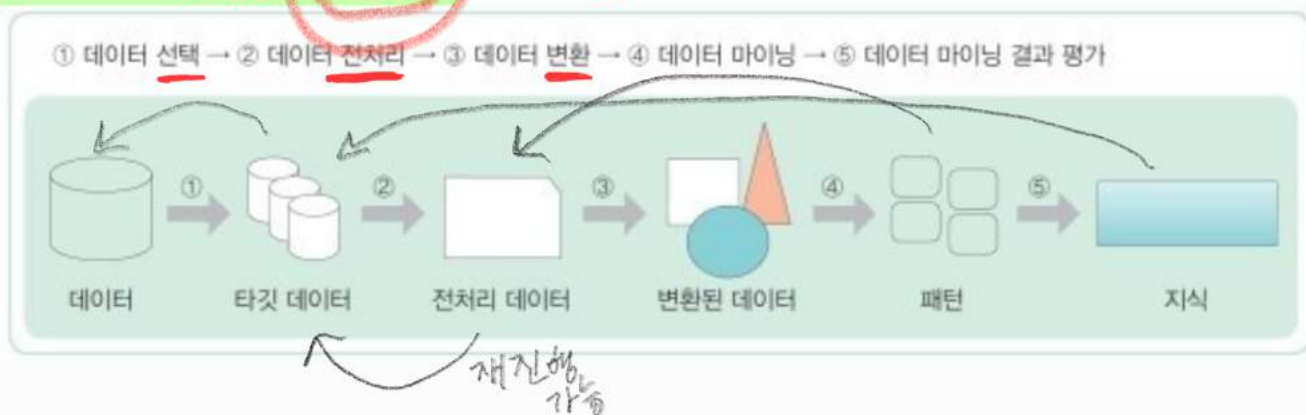 ① 데이터 선택 → ② 데이터 전처리 → ③ 데이터 변환 → ④ 데이터 마이닝 → ⑤ 데이터 마이닝 결과 평가
① ② ③ ④ ⑤
데이터 타깃 데이터 전처리 데이터 변환된 데이터 패턴 지식
재진행
가능